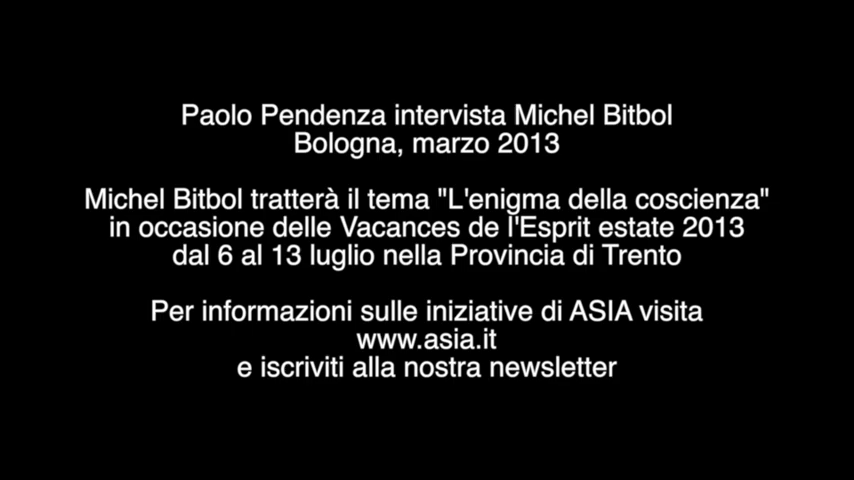 Paolo Pendenza intervista Michel Bitbol
Bologna, marzo 2013
Michel Bitbol tratterà il tema "L'enigma della coscienza"
in occasione delle Vacances de l'Esprit estate 2013
dal 6 al 13 luglio nella Provincia di Trento
Per informazioni sulle iniziative di ASIA visita
www.asia.it
e iscriviti alla nostra newsletter